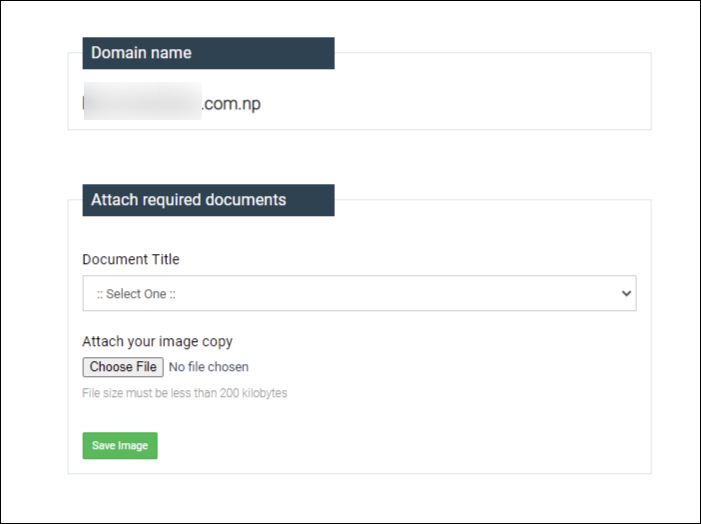 Domain name
.com.np
Attach required documents
Document Title
:: Select One ::
Attach your image copy
Choose File No file chosen
File size must be less than 200 kilobytes
Save Image